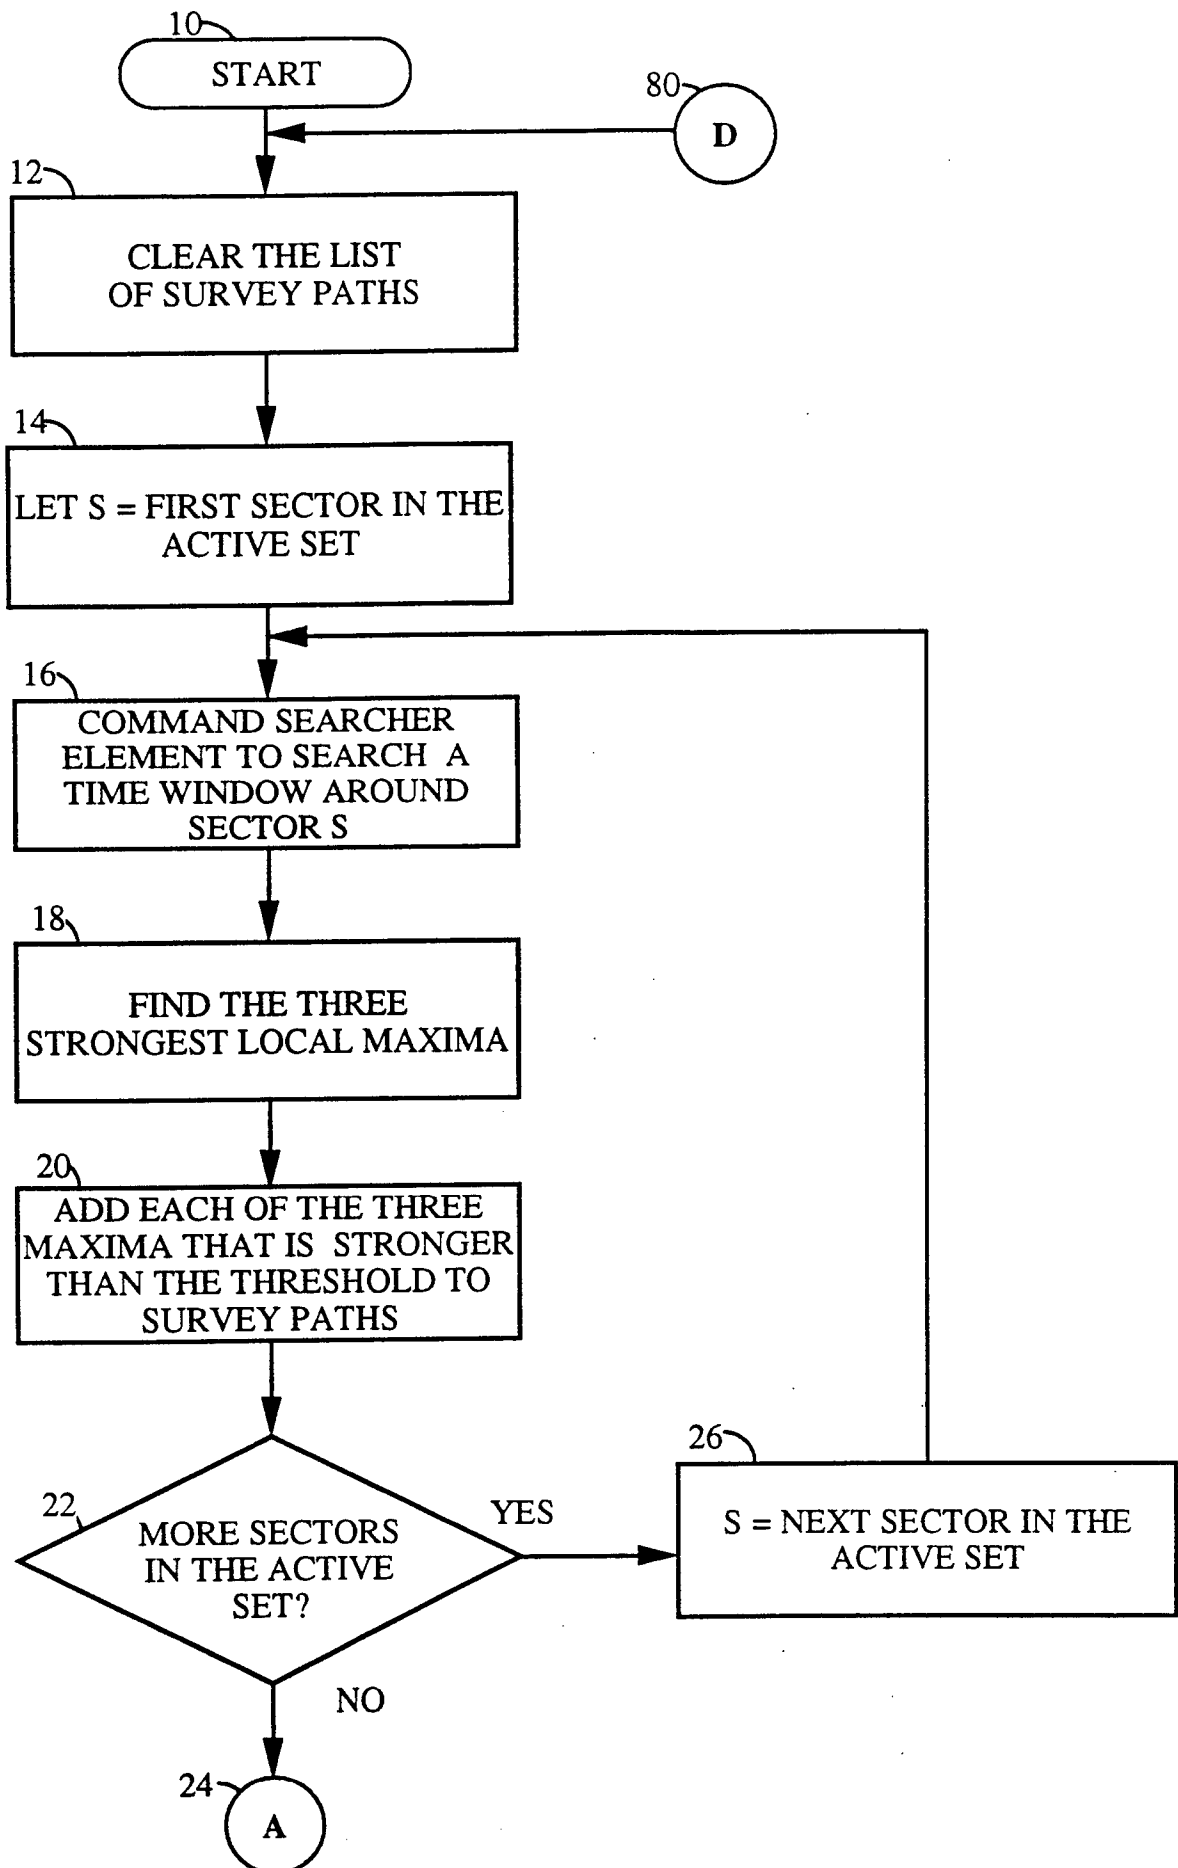 10
START
80
D
12
CLEAR THE LIST
OF SURVEY PATHS
14
LET S = FIRST SECTOR IN THE
ACTIVE SET
16
COMMAND SEARCHER
ELEMENT TO SEARCH A
TIME WINDOW AROUND
SECTOR S
18
FIND THE THREE
STRONGEST LOCAL MAXIMA
20
ADD EACH OF THE THREE
MAXIMA THAT IS STRONGER
THAN THE THRESHOLD TO
SURVEY PATHS
22
MORE SECTORS
IN THE ACTIVE
SET?
YES
26
S = NEXT SECTOR IN THE
ACTIVE SET
NO
24
A